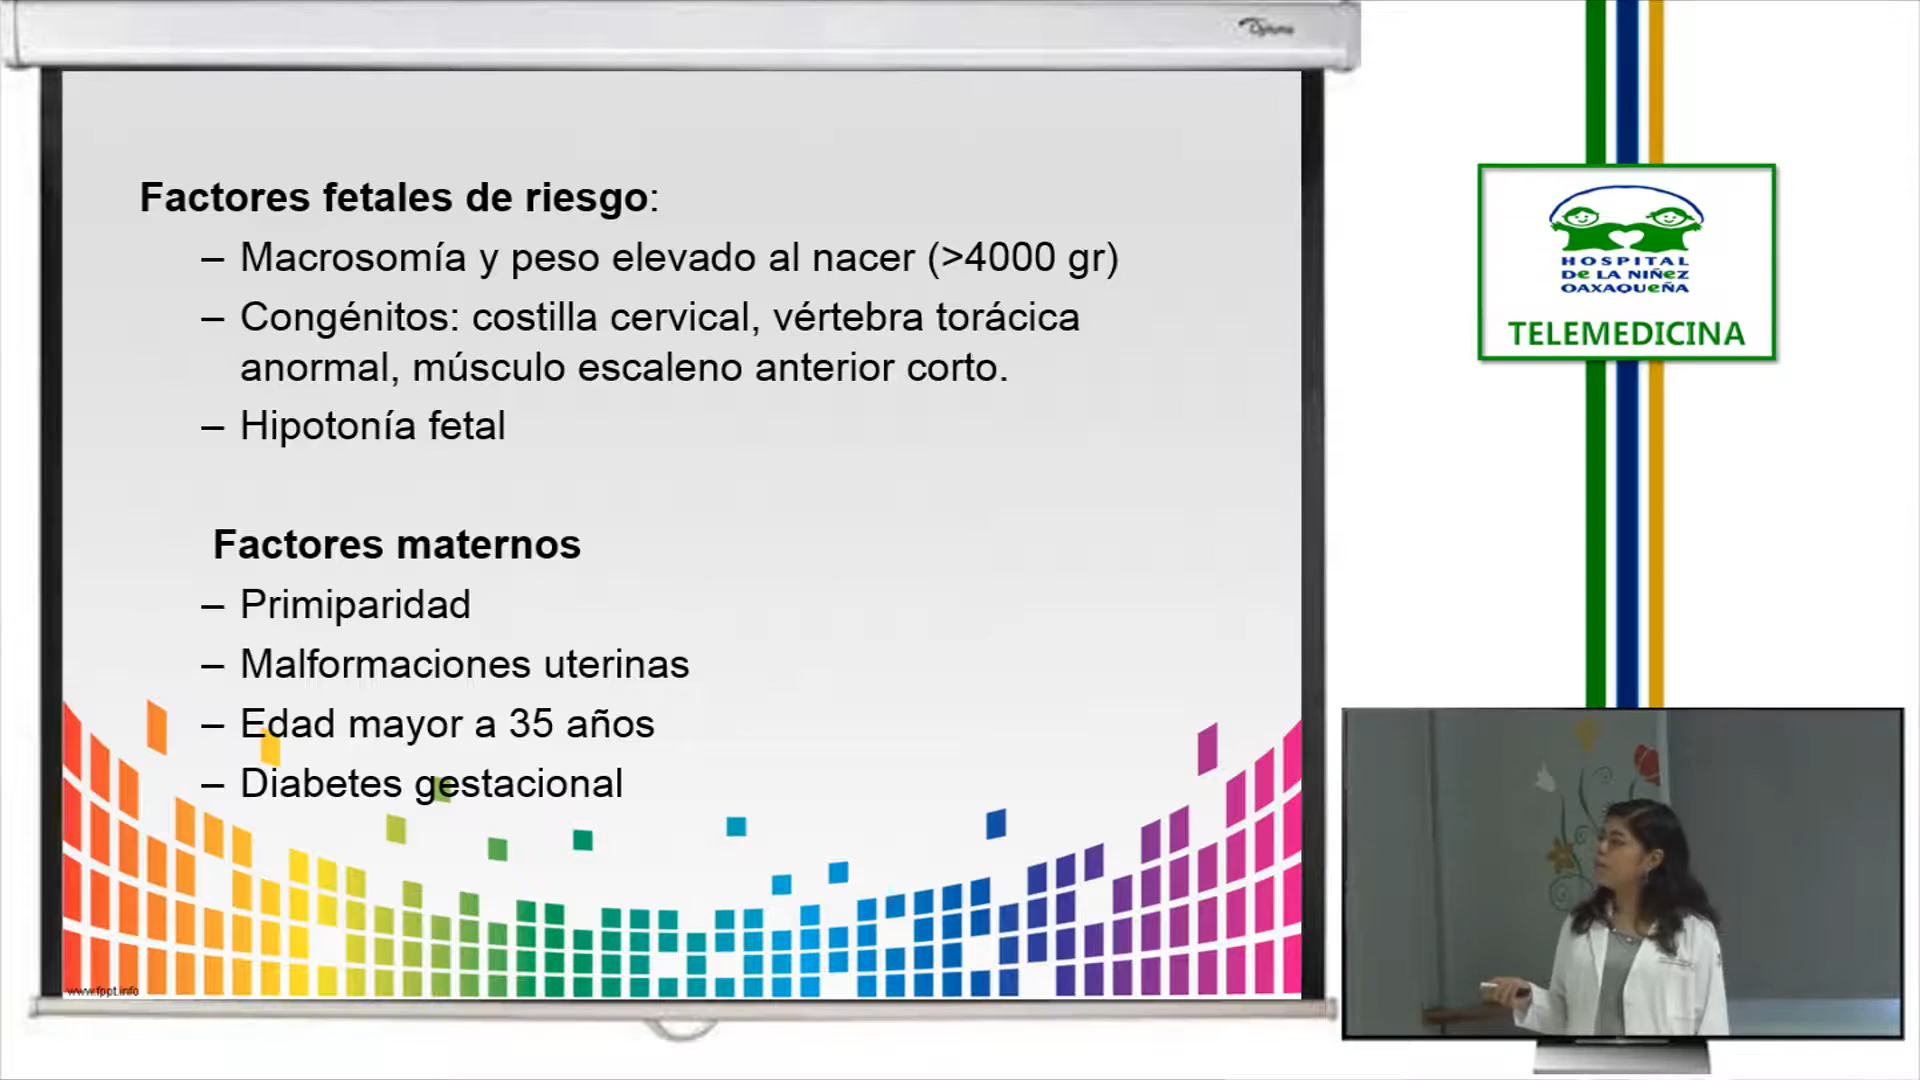 Factores fetales de riesgo:
– Macrosomía y peso elevado al nacer (>4000 gr)
– Congénitos: costilla cervical, vértebra torácica
anormal, músculo escaleno anterior corto.
– Hipotonía fetal
Factores maternos
– Primiparidad
– Malformaciones uterinas
– Edad mayor a 35 años
– Diabetes gestacional
www.fppt.info
HOSPITAL
De LA NIÑeZ
OAXAQUeÑA
TELEMEDICINA